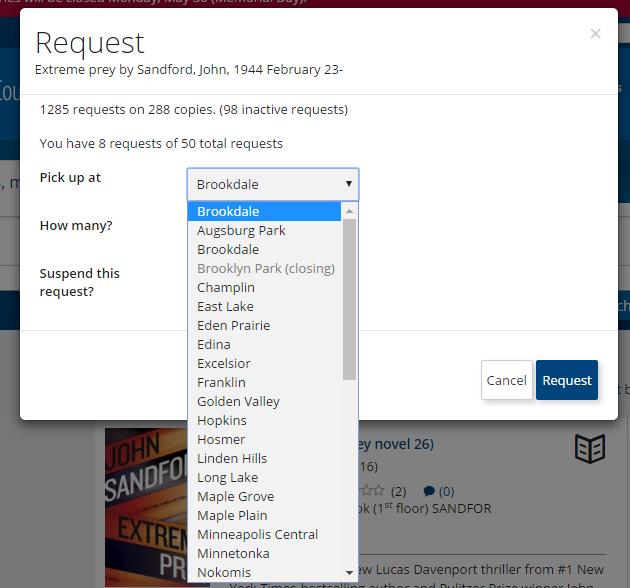 ries will be closed Monday, May 30 (Memorial Day).
Request
×
Extreme prey by Sandford, John, 1944 February 23-
1285 requests on 288 copies. (98 inactive requests)
You have 8 requests of 50 total requests
Pick up at
Brookdale
How many?
Suspend this
request?
Brookdale
Augsburg Park
Brookdale
Brooklyn Park (closing)
Champlin
East Lake
Eden Prairie
Edina
Excelsior
Franklin
Golden Valley
Hopkins
Hosmer
Linden Hills
Long Lake
Maple Grove
Maple Plain
Minneapolis Central
Minnetonka
Nokomis
Cancel
Request
JOHN
SANDFO
EXTREM
PR
ey novel 26)
16)
(2) (0)
ok (1st floor) SANDFOR
ew Lucas Davenport thriller from #1 New
York Times-bestselling author and Pulitzer Prize winner John